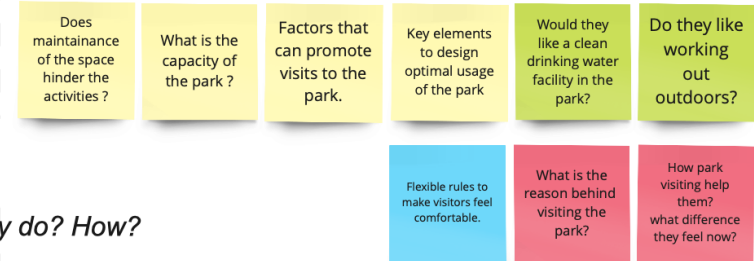 Does
maintainance
of the space
hinder the
activities ?
What is the
capacity of
the park ?
Factors that
can promote
visits to the
park.
Key elements
to design
optimal usage
of the park
Would they
like a clean
drinking water
facility in the
park?
Do they like
working
out
outdoors?
Flexible rules to
make visitors feel
comfortable.
What is the
reason behind
visiting the
park?
How park
visiting help
them?
what difference
they feel now?
y do? How?